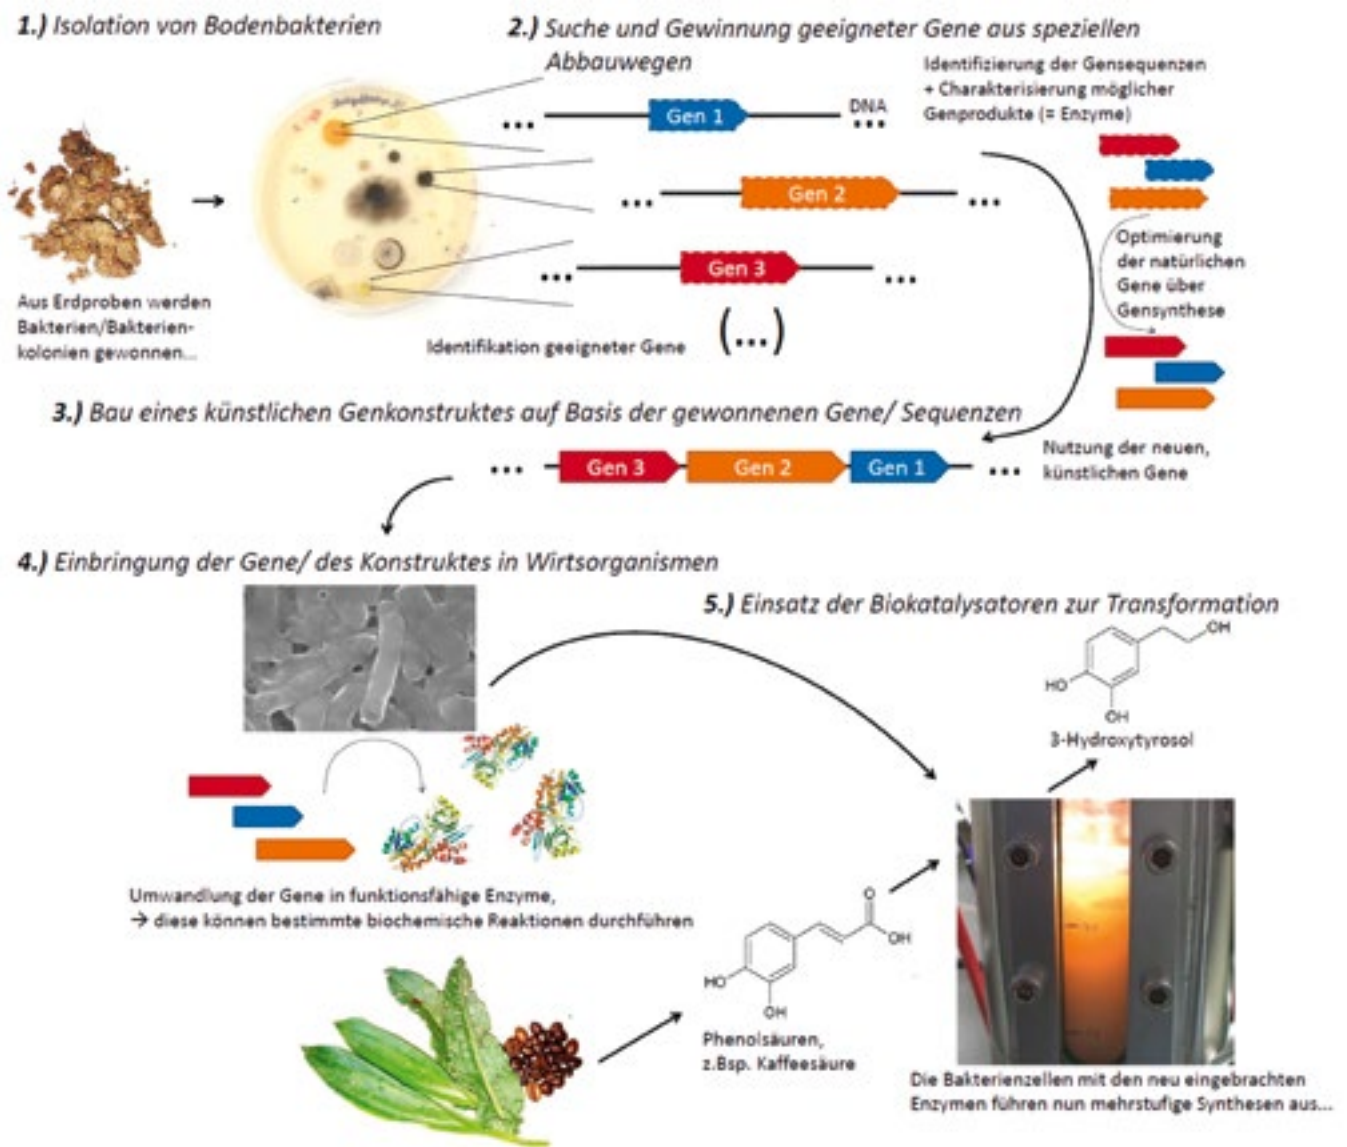 1.) Isolation von Bodenbakterien
Aus Erdproben werden
Bakterien/Bakterien-
kolonien gewonnen...
2.) Suche und Gewinnung geeigneter Gene aus speziellen
Abbauwegen
... Gen 1 DNA ...
... Gen 2 ...
... Gen 3 ...
(...)
Identifikation geeigneter Gene
Identifizierung der Gensequenzen
+ Charakterisierung möglicher
Genprodukte (= Enzyme)
Optimierung
der natürlichen
Gene über
Gensynthese
3.) Bau eines künstlichen Genkonstruktes auf Basis der gewonnenen Gene/ Sequenzen
... Gen 3 Gen 2 Gen 1 ...
Nutzung der neuen,
künstlichen Gene
4.) Einbringung der Gene/ des Konstruktes in Wirtsorganismen
Umwandlung der Gene in funktionsfähige Enzyme,
→ diese können bestimmte biochemische Reaktionen durchführen
5.) Einsatz der Biokatalysatoren zur Transformation
OH
HO
OH
3-Hydroxytyrosol
O
OH
HO
OH
Phenolsäuren,
z.Bsp. Kaffeesäure
Die Bakterienzellen mit den neu eingebrachten
Enzymen führen nun mehrstufige Synthesen aus...